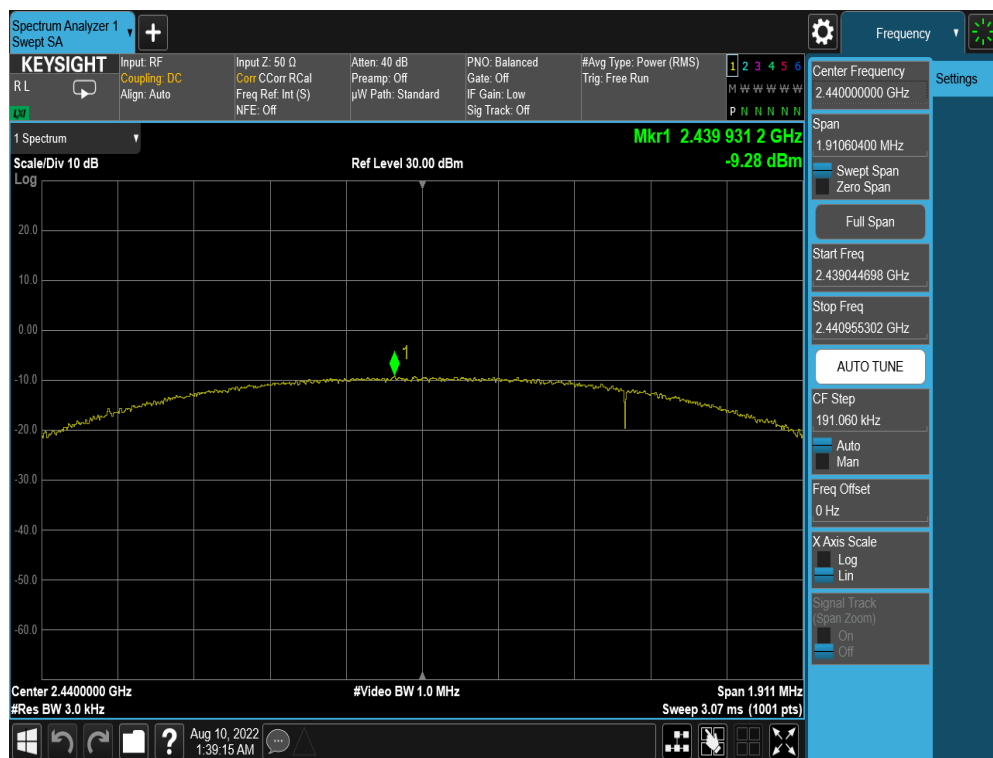 Spectrum Analyzer 1
Swept SA
Frequency
KEYSIGHT
R L
LXI
Input: RF
Coupling: DC
Align: Auto
Input Z: 50 Ω
Corr CCorr RCal
Freq Ref: Int (S)
NFE: Off
Atten: 40 dB
Preamp: Off
µW Path: Standard
PNO: Balanced
Gate: Off
IF Gain: Low
Sig Track: Off
#Avg Type: Power (RMS)
Trig: Free Run
1 2 3 4 5 6
M W W W W W
P N N N N N
1 Spectrum
Mkr1 2.439 931 2 GHz
Scale/Div 10 dB
Ref Level 30.00 dBm
-9.28 dBm
Log
20.0
10.0
0.00
-10.0
-20.0
-30.0
-40.0
-50.0
-60.0
1
Center 2.4400000 GHz
#Video BW 1.0 MHz
Span 1.911 MHz
#Res BW 3.0 kHz
Sweep 3.07 ms (1001 pts)
Aug 10, 2022
1:39:15 AM
Center Frequency
2.440000000 GHz
Settings
Span
1.91060400 MHz
Swept Span
Zero Span
Full Span
Start Freq
2.439044698 GHz
Stop Freq
2.440955302 GHz
AUTO TUNE
CF Step
191.060 kHz
Auto
Man
Freq Offset
0 Hz
X Axis Scale
Log
Lin
Signal Track
(Span Zoom)
On
Off